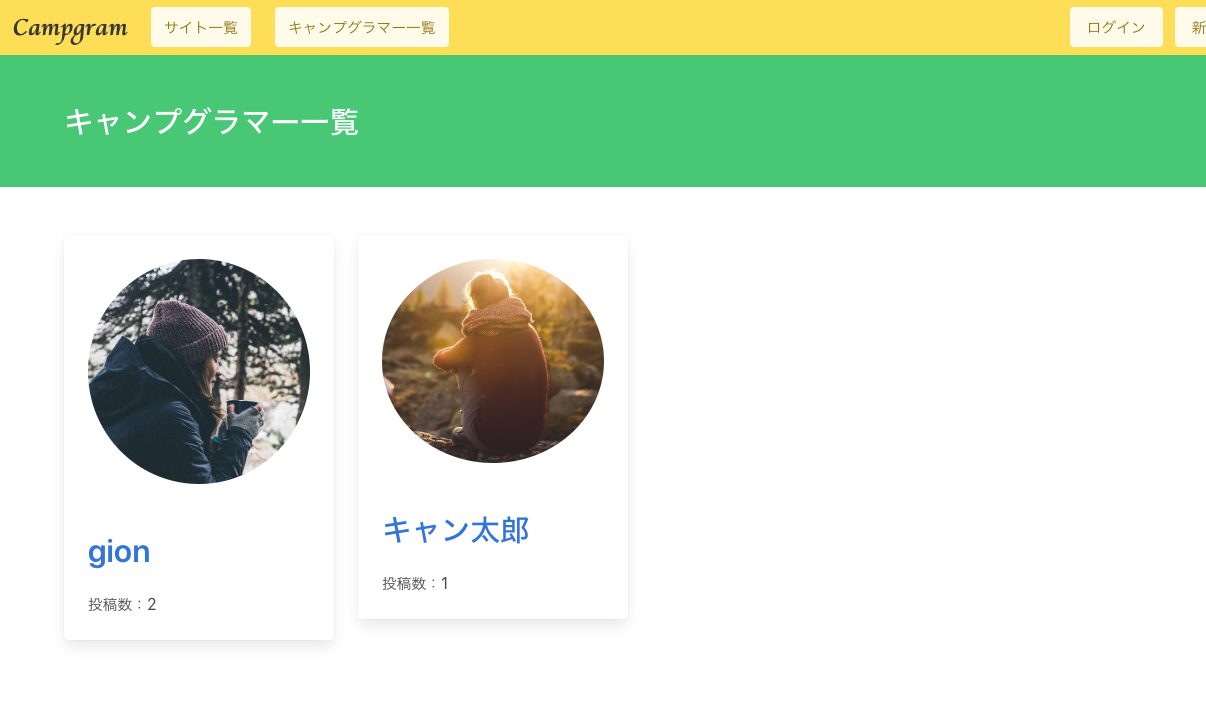 Campgram サイト一覧 キャンプグラマー一覧 ログイン 新
キャンプグラマー一覧
gion
投稿数：2
キャン太郎
投稿数：1